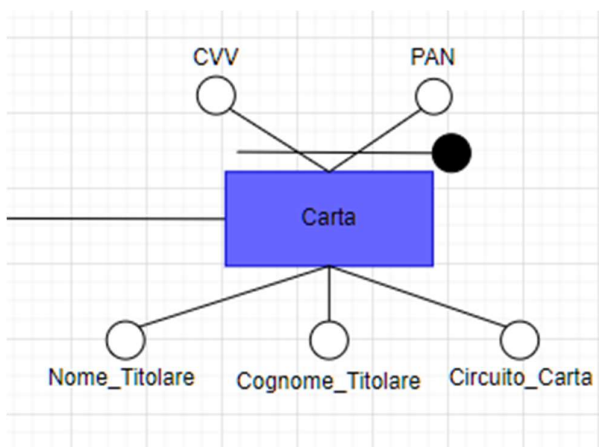 CVV
PAN
Carta
Nome_Titolare
Cognome_Titolare
Circuito_Carta